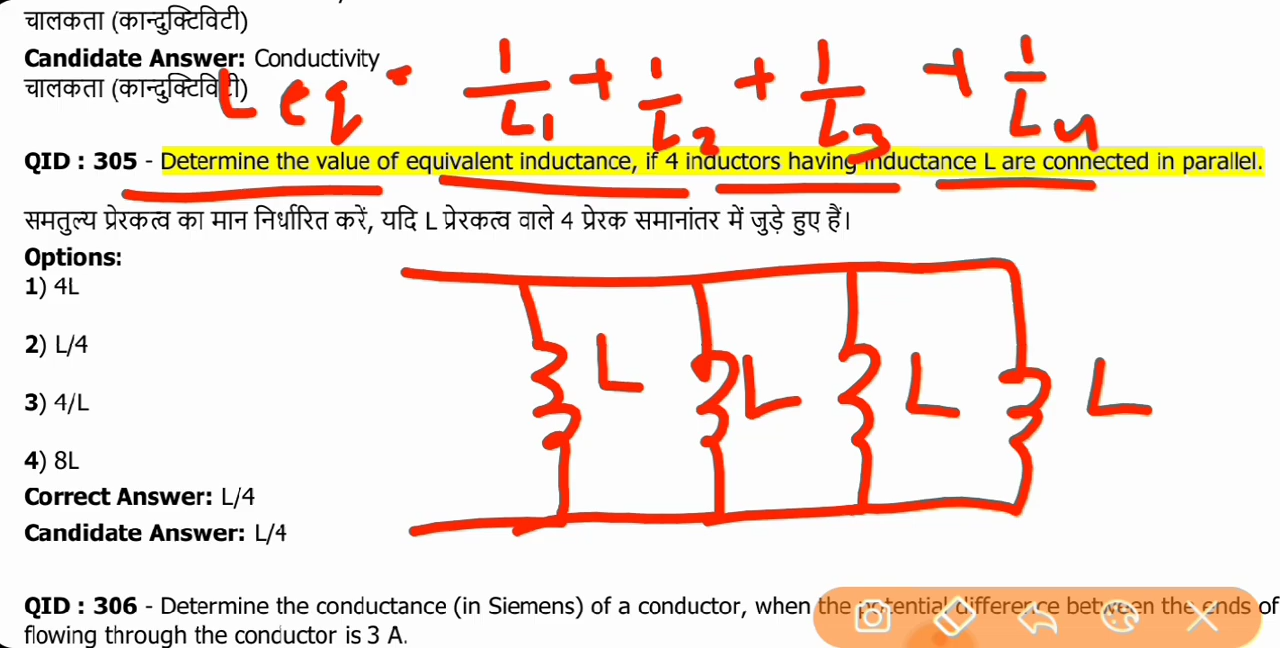 चालकता (कान्दुक्टिविटी)
Candidate Answer: Conductivity
चालकता (कान्दुक्टिविटी)
Leq = 1/L1 + 1/L2 + 1/L3 + 1/L4
QID : 305 - Determine the value of equivalent inductance, if 4 inductors having inductance L are connected in parallel.
समतुल्य प्रेरकत्व का मान निर्धारित करें, यदि L प्रेरकत्व वाले 4 प्रेरक समानांतर में जुड़े हुए हैं।
Options:
1) 4L
2) L/4
3) 4/L
4) 8L
L L L L
Correct Answer: L/4
Candidate Answer: L/4
QID : 306 - Determine the conductance (in Siemens) of a conductor, when the potential difference between the ends of
flowing through the conductor is 3 A.